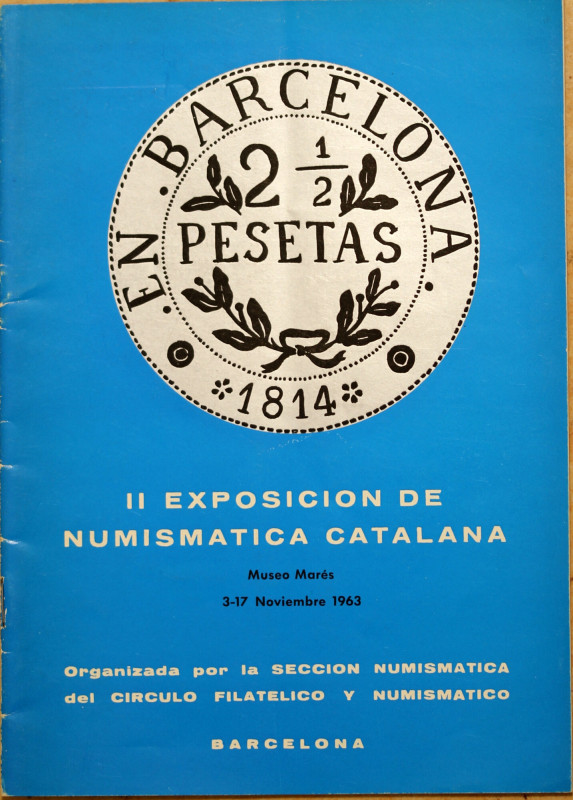 EN · BARCELONA ·
2 1/2
PESETAS
1814
II EXPOSICION DE
NUMISMATICA CATALANA
Museo Marés
3-17 Noviembre 1963
Organizada por la SECCION NUMISMATICA
del CIRCULO FILATELICO Y NUMISMATICO
BARCELONA